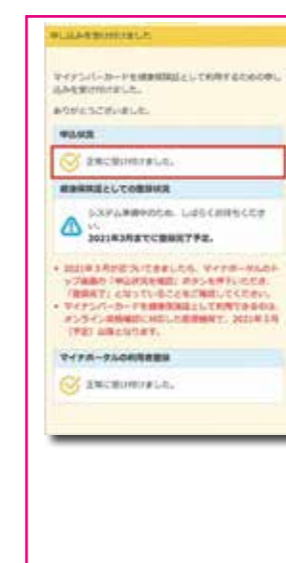 申し込みを受け付けました
マイナンバーカードを健康保険証として利用するための申し
込みを受け付けました。
ありがとうございました。
申込状況
正常に受け付けました。
健康保険証としての登録状況
システム準備中のため、しばらくお待ちくださ
い。
2021年3月までに登録完了予定。
• 2021年3月が近づいてきましたら、マイナポータルのト
ップ画面の「申込状況を確認」ボタンを押下いただき、
「登録完了」となっていることをご確認してください。
• マイナンバーカードを健康保険証として利用できるのは、
オンライン資格確認に対応した医療機関で、2021年3月
（予定）以降となります。
マイナポータルの利用者登録
正常に受け付けました。